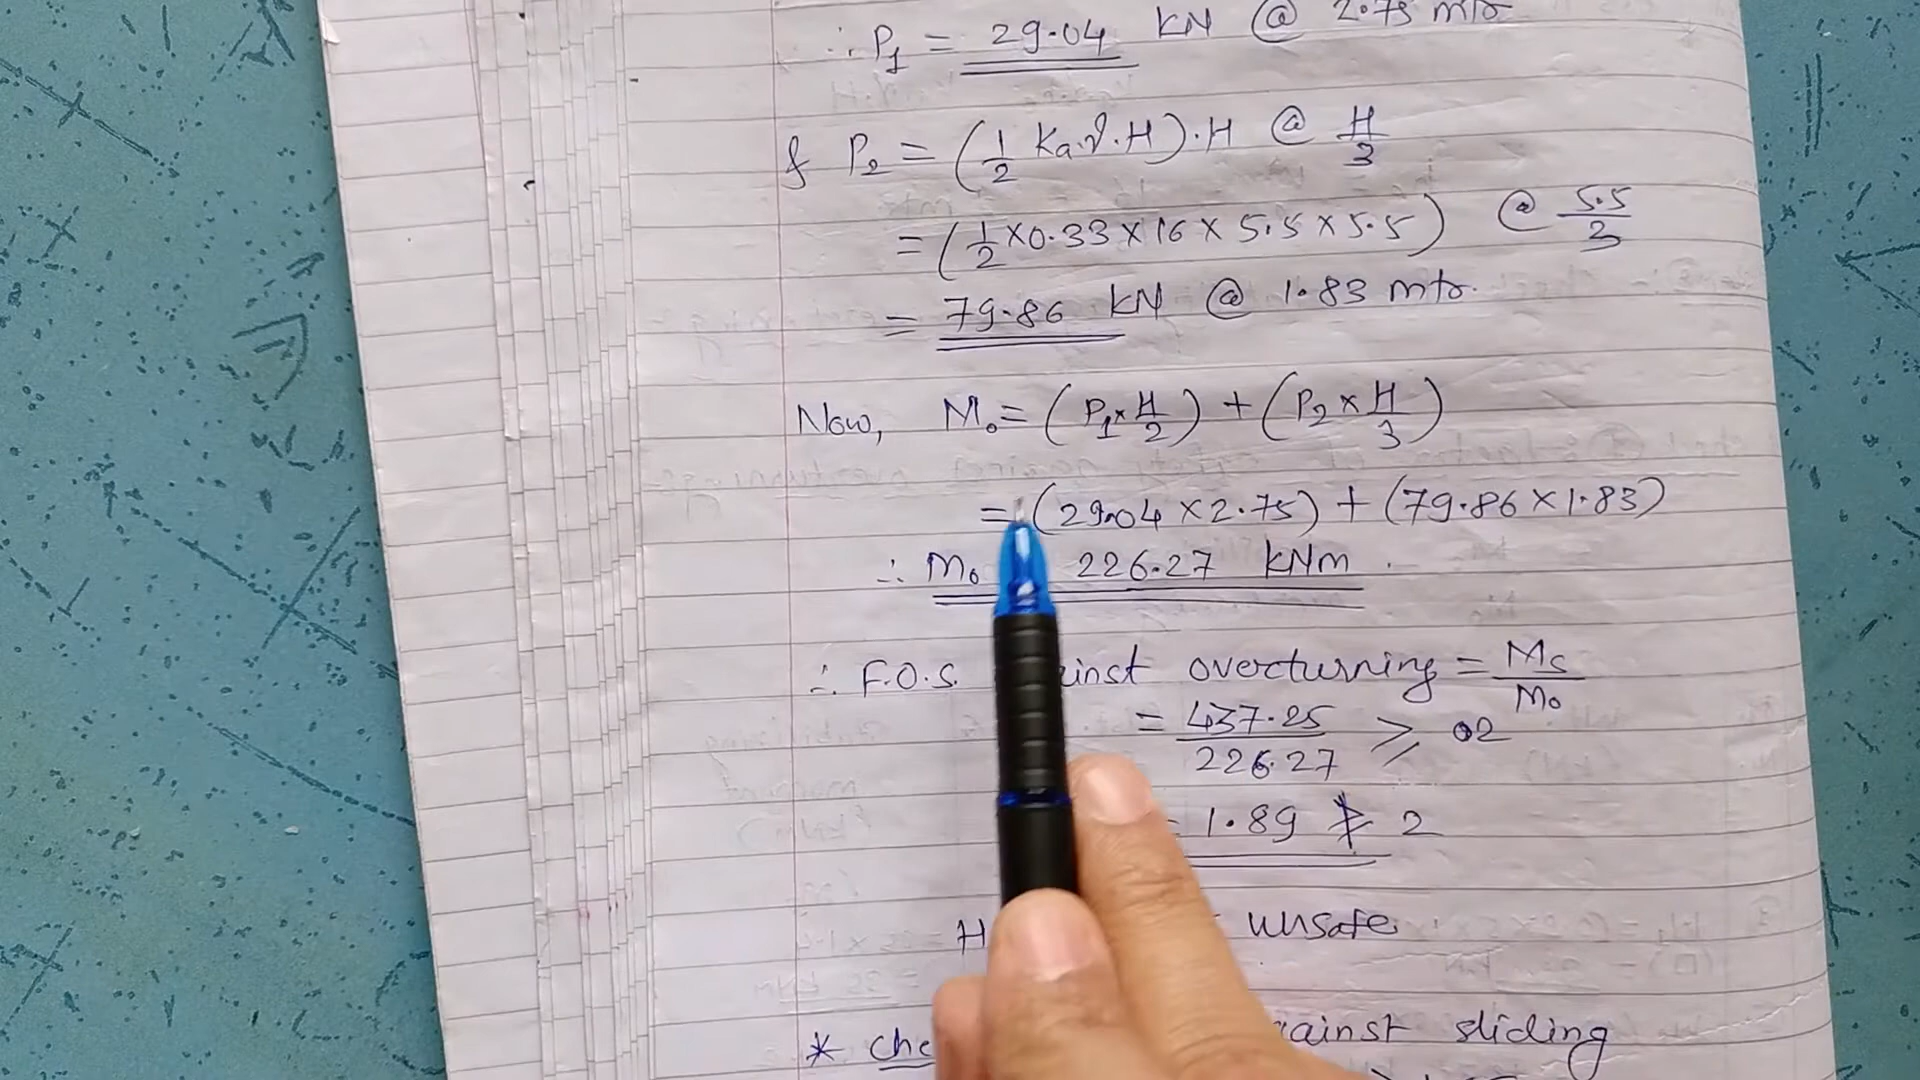 ∴ P₁ = 29.04 KN @ 2.75 mtr
& P₂ = (1/2 Ka.γ.H).H @ H/3
= (1/2 × 0.33 × 16 × 5.5 × 5.5) @ 5.5/3
= 79.86 KN @ 1.83 mtr.
Now, Mₒ = (P₁ × H/2) + (P₂ × H/3)
= (29.04 × 2.75) + (79.86 × 1.83)
∴ Mₒ 226.27 kNm.
∴ F.O.S. inst overturning = Ms/Mo
= 437.25/226.27 ≥ 02
= 1.89 ≱ 2
H unsafe
* che ainst sliding